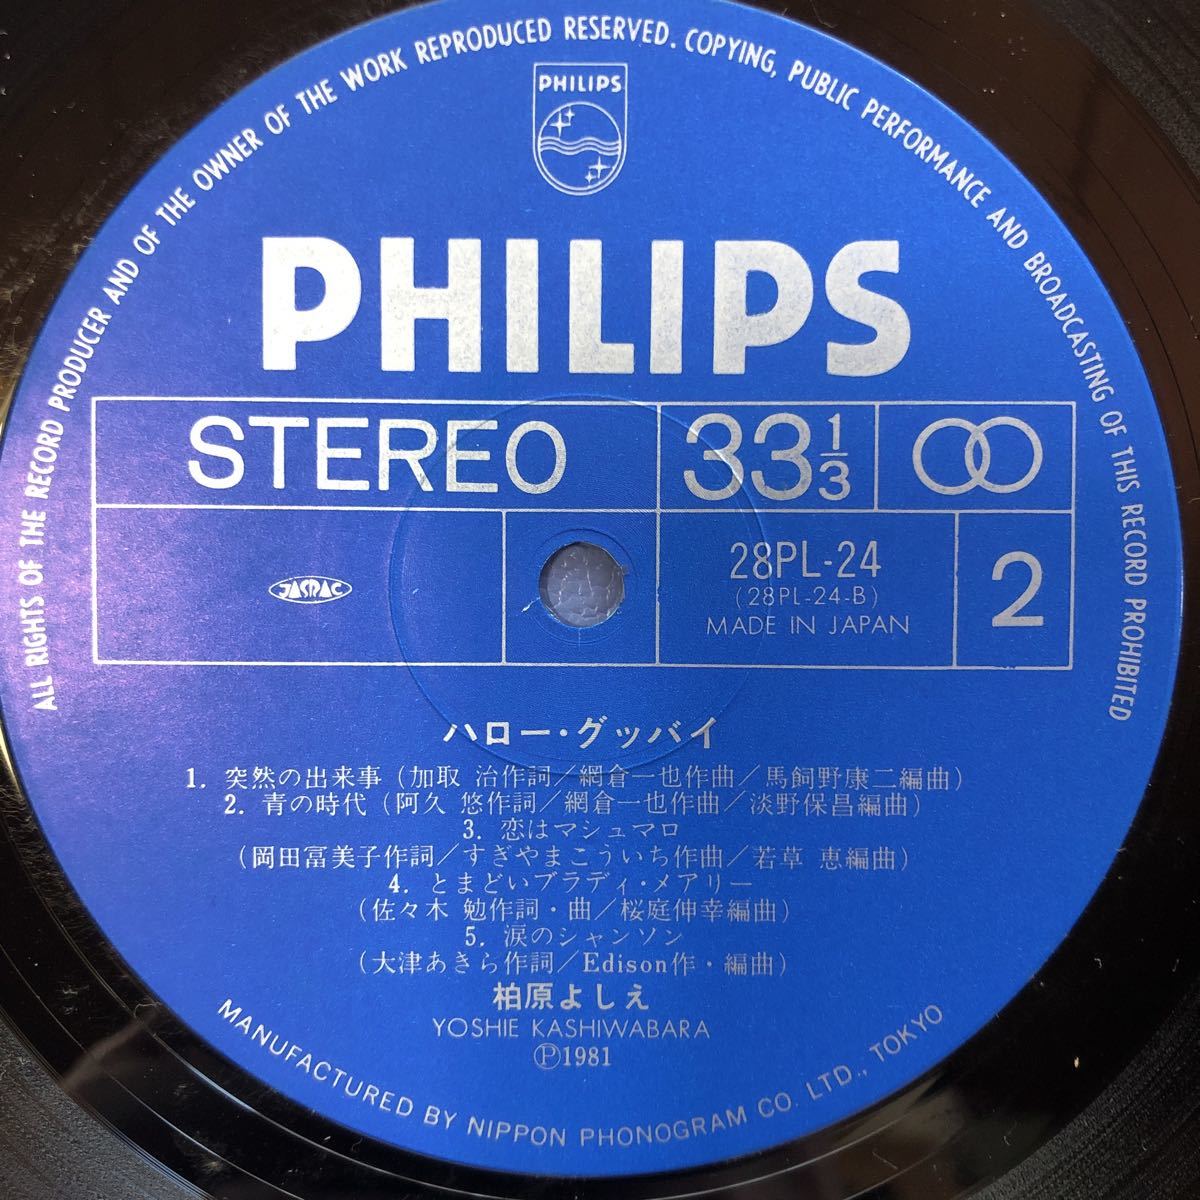 ALL RIGHTS OF THE RECORD PRODUCER AND OF THE OWNER OF THE WORK REPRODUCED RESERVED. COPYING, PUBLIC PERFORMANCE AND BROADCASTING OF THIS RECORD PROHIBITED
PHILIPS
PHILIPS
STEREO
33 1/3
JASRAC
28PL-24
(28PL-24-B)
MADE IN JAPAN
2
ハロー・グッバイ
1. 突然の出来事(加取 治作詞/網倉一也作曲/馬飼野康二編曲)
2. 青の時代(阿久 悠作詞/網倉一也作曲/淡野保昌編曲)
3. 恋はマシュマロ
(岡田冨美子作詞/すぎやまこういち作曲/若草 恵編曲)
4. とまどいブラディ・メアリー
(佐々木 勉作詞・曲/桜庭伸幸編曲)
5. 涙のシャンソン
(大津あきら作詞/Edison作・編曲)
柏原よしえ
YOSHIE KASHIWABARA
Ⓟ1981
MANUFACTURED BY NIPPON PHONOGRAM CO. LTD., TOKYO